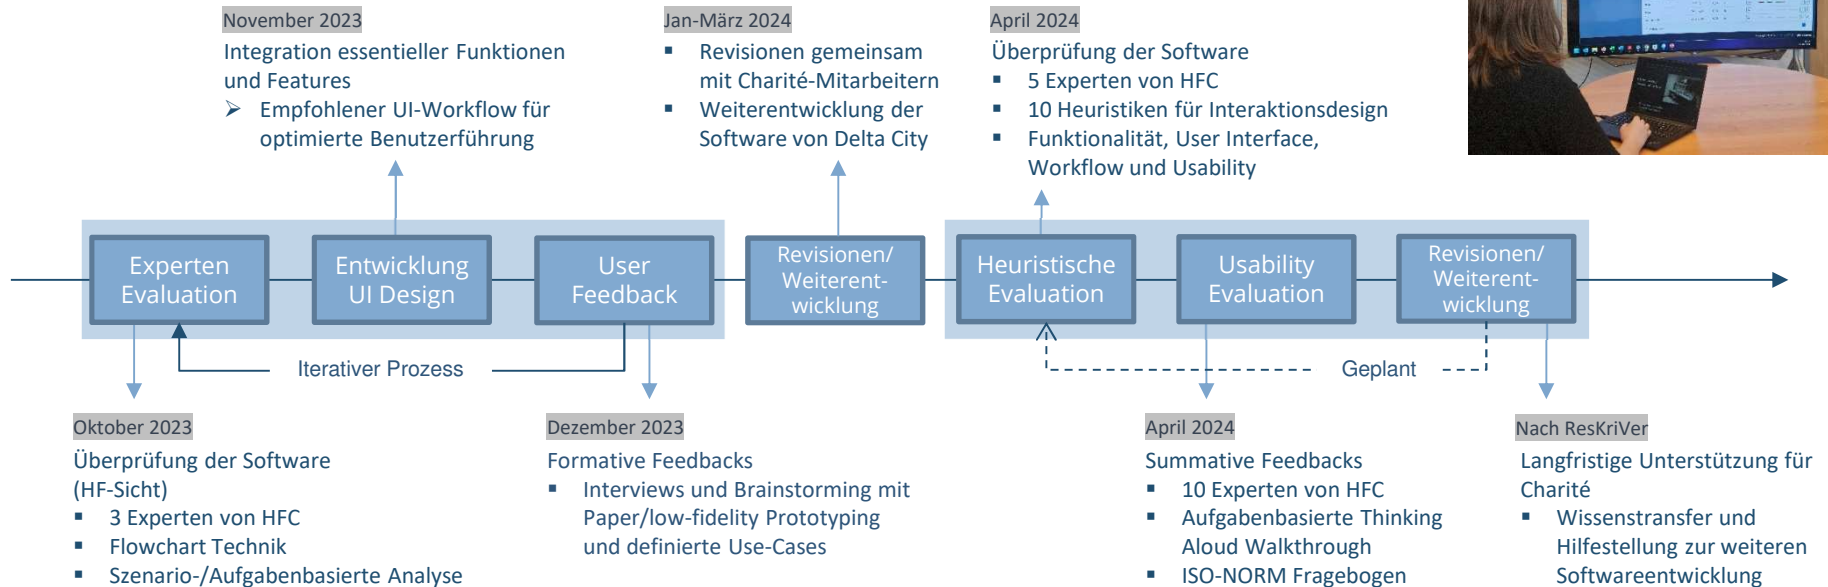 November 2023
Integration essentieller Funktionen
und Features
➢ Empfohlener UI-Workflow für
optimierte Benutzerführung
Jan-März 2024
▪ Revisionen gemeinsam
mit Charité-Mitarbeitern
▪ Weiterentwicklung der
Software von Delta City
April 2024
Überprüfung der Software
▪ 5 Experten von HFC
▪ 10 Heuristiken für Interaktionsdesign
▪ Funktionalität, User Interface,
Workflow und Usability
Experten
Evaluation
Entwicklung
UI Design
User
Feedback
Revisionen/
Weiterent-
wicklung
Heuristische
Evaluation
Usability
Evaluation
Revisionen/
Weiterent-
wicklung
Iterativer Prozess
Geplant
Oktober 2023
Überprüfung der Software
(HF-Sicht)
▪ 3 Experten von HFC
▪ Flowchart Technik
▪ Szenario-/Aufgabenbasierte Analyse
Dezember 2023
Formative Feedbacks
▪ Interviews und Brainstorming mit
Paper/low-fidelity Prototyping
und definierte Use-Cases
April 2024
Summative Feedbacks
▪ 10 Experten von HFC
▪ Aufgabenbasierte Thinking
Aloud Walkthrough
▪ ISO-NORM Fragebogen
Nach ResKriVer
Langfristige Unterstützung für
Charité
▪ Wissenstransfer und
Hilfestellung zur weiteren
Softwareentwicklung